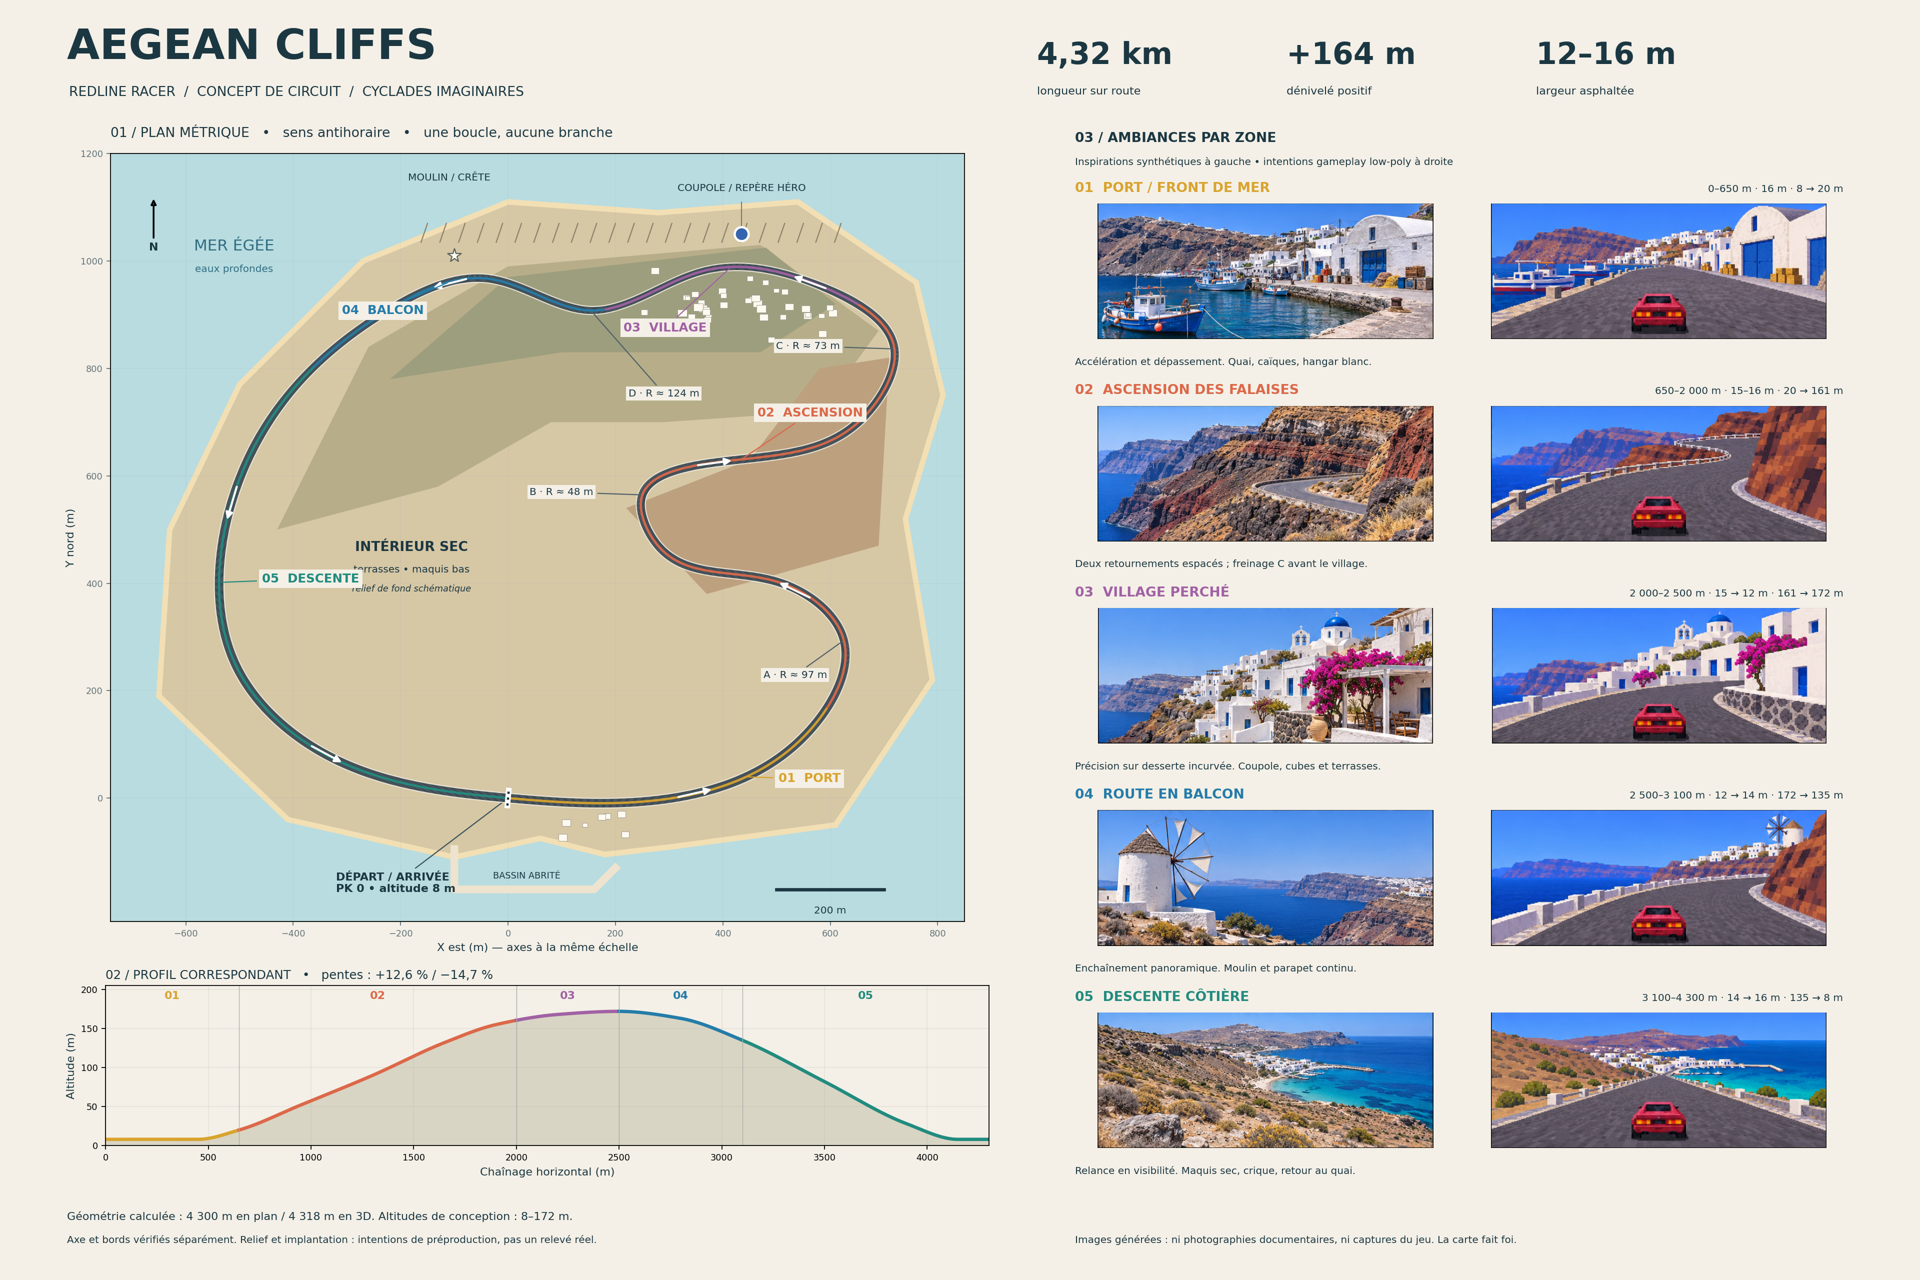 AEGEAN CLIFFS
REDLINE RACER / CONCEPT DE CIRCUIT / CYCLADES IMAGINAIRES
4,32 km
longueur sur route
+164 m
dénivelé positif
12–16 m
largeur asphaltée
01 / PLAN MÉTRIQUE • sens antihoraire • une boucle, aucune branche
1200
1000
800
600
400
200
0
Y nord (m)
MOULIN / CRÊTE
COUPOLE / REPÈRE HÉRO
N
MER ÉGÉE
eaux profondes
04 BALCON
03 VILLAGE
C · R ≈ 73 m
D · R ≈ 124 m
02 ASCENSION
B · R ≈ 48 m
INTÉRIEUR SEC
terrasses • maquis bas
05 DESCENTE
relief de fond schématique
A · R ≈ 97 m
01 PORT
DÉPART / ARRIVÉE
PK 0 • altitude 8 m
BASSIN ABRITÉ
200 m
−600 −400 −200 0 200 400 600 800
X est (m) — axes à la même échelle
02 / PROFIL CORRESPONDANT • pentes : +12,6 % / −14,7 %
200
150
100
50
0
Altitude (m)
01 02 03 04 05
0 500 1000 1500 2000 2500 3000 3500 4000
Chaînage horizontal (m)
Géométrie calculée : 4 300 m en plan / 4 318 m en 3D. Altitudes de conception : 8–172 m.
Axe et bords vérifiés séparément. Relief et implantation : intentions de préproduction, pas un relevé réel.
03 / AMBIANCES PAR ZONE
Inspirations synthétiques à gauche • intentions gameplay low-poly à droite
01 PORT / FRONT DE MER
0–650 m · 16 m · 8 → 20 m
Accélération et dépassement. Quai, caïques, hangar blanc.
02 ASCENSION DES FALAISES
650–2 000 m · 15–16 m · 20 → 161 m
Deux retournements espacés ; freinage C avant le village.
03 VILLAGE PERCHÉ
2 000–2 500 m · 15 → 12 m · 161 → 172 m
Précision sur desserte incurvée. Coupole, cubes et terrasses.
04 ROUTE EN BALCON
2 500–3 100 m · 12 → 14 m · 172 → 135 m
Enchaînement panoramique. Moulin et parapet continu.
05 DESCENTE CÔTIÈRE
3 100–4 300 m · 14 → 16 m · 135 → 8 m
Relance en visibilité. Maquis sec, crique, retour au quai.
Images générées : ni photographies documentaires, ni captures du jeu. La carte fait foi.